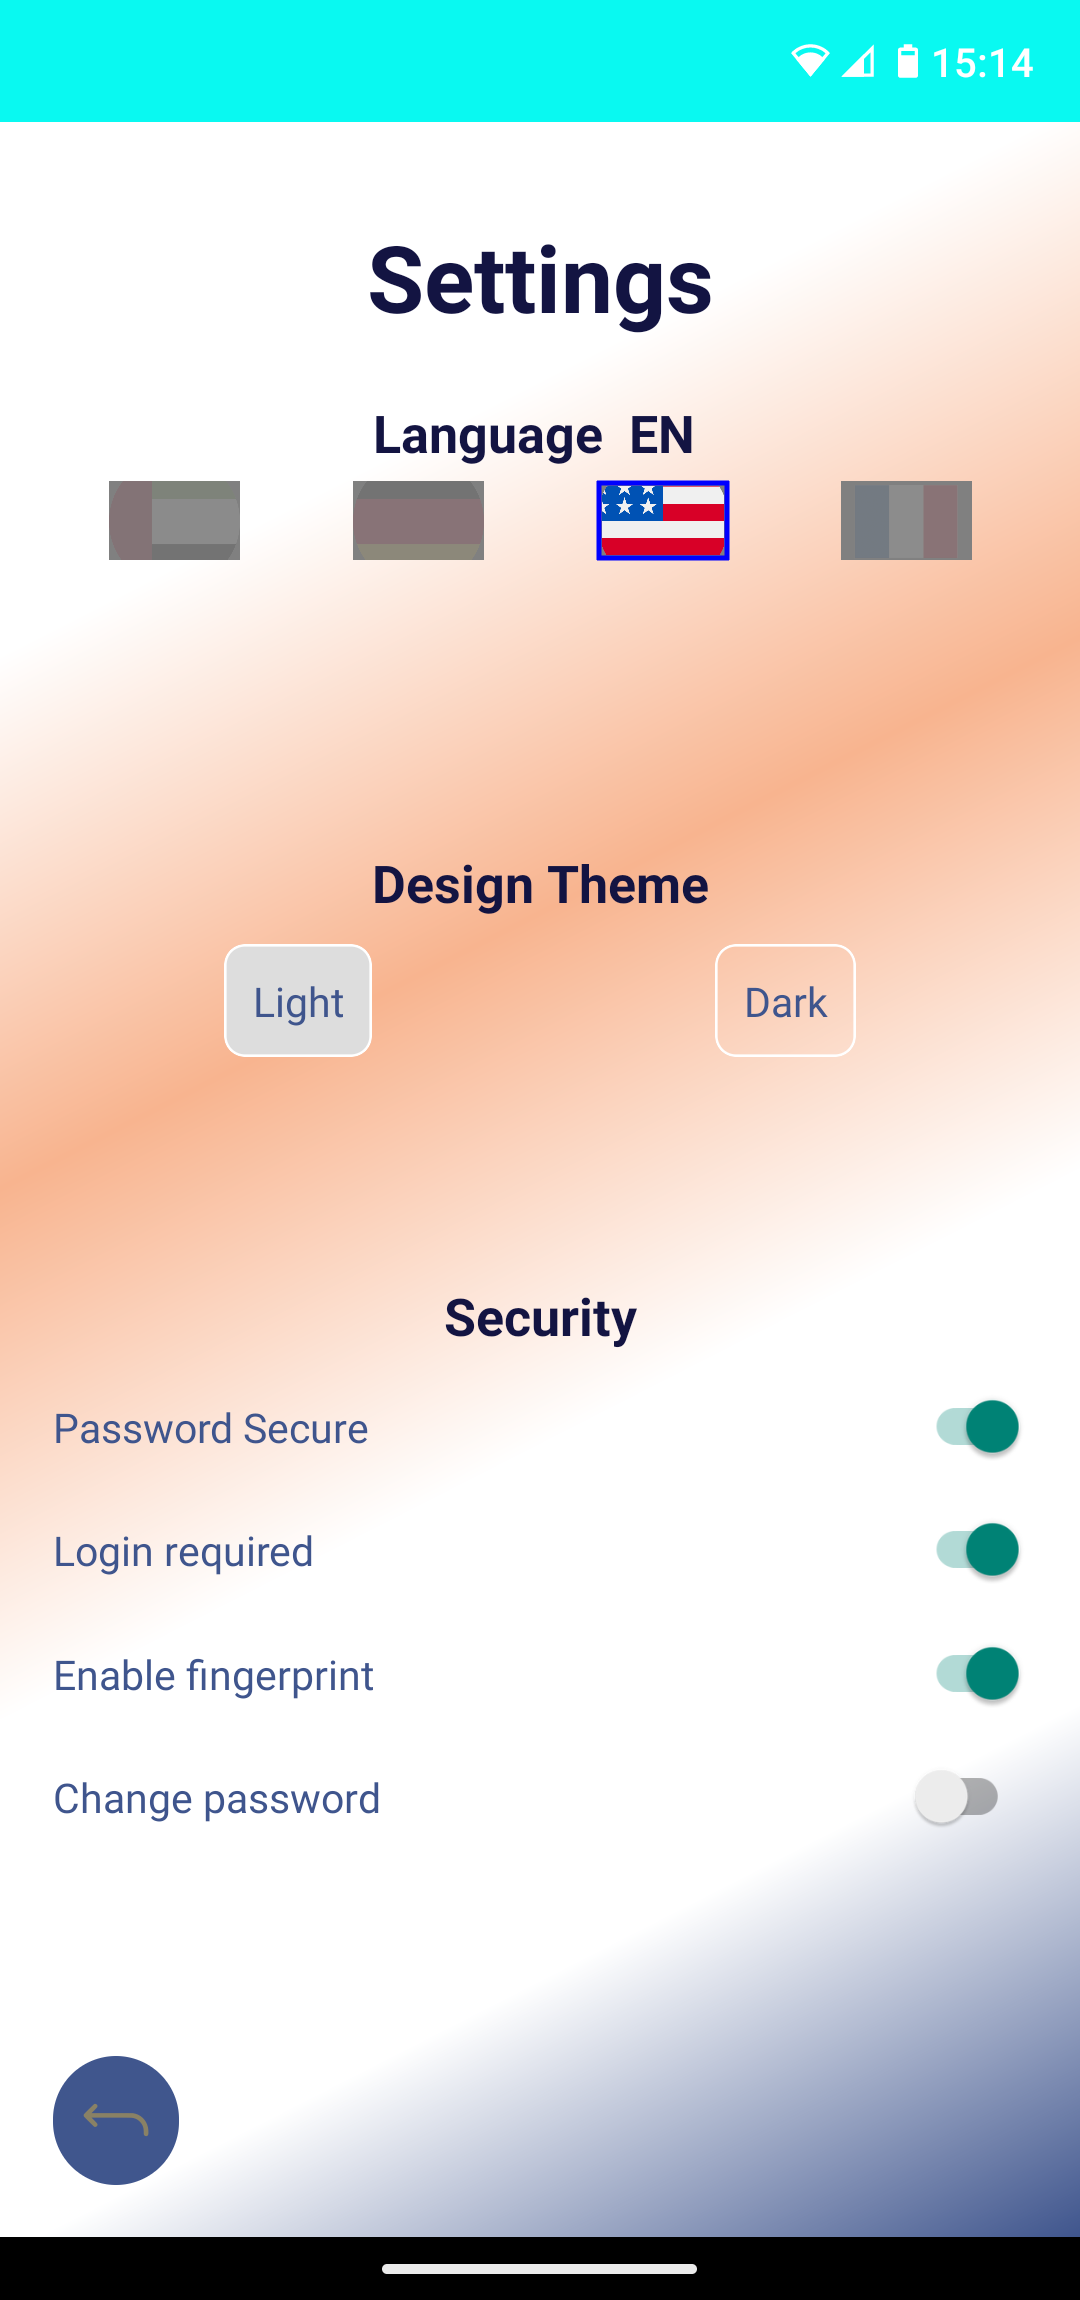 15:14
Settings
Language EN
Design Theme
Light
Dark
Security
Password Secure
Login required
Enable fingerprint
Change password